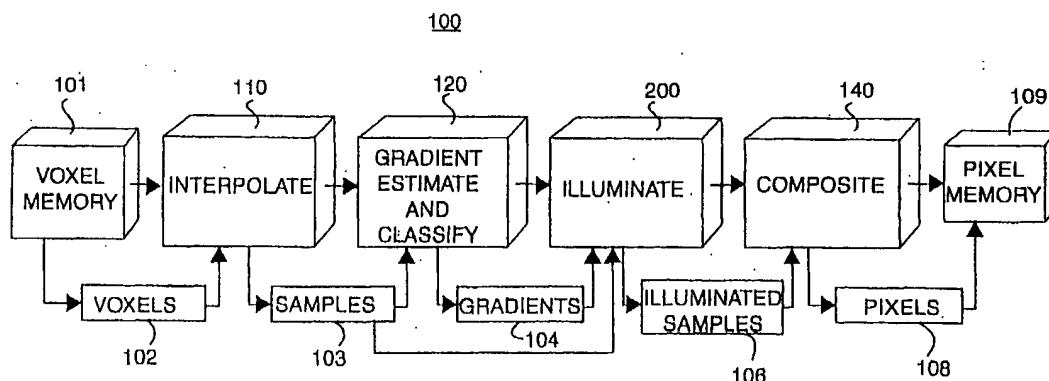 100
101
110
120
200
140
109
VOXEL
MEMORY
INTERPOLATE
GRADIENT
ESTIMATE
AND
CLASSIFY
ILLUMINATE
COMPOSITE
PIXEL
MEMORY
VOXELS
SAMPLES
GRADIENTS
ILLUMINATED
SAMPLES
PIXELS
102
103
104
106
108